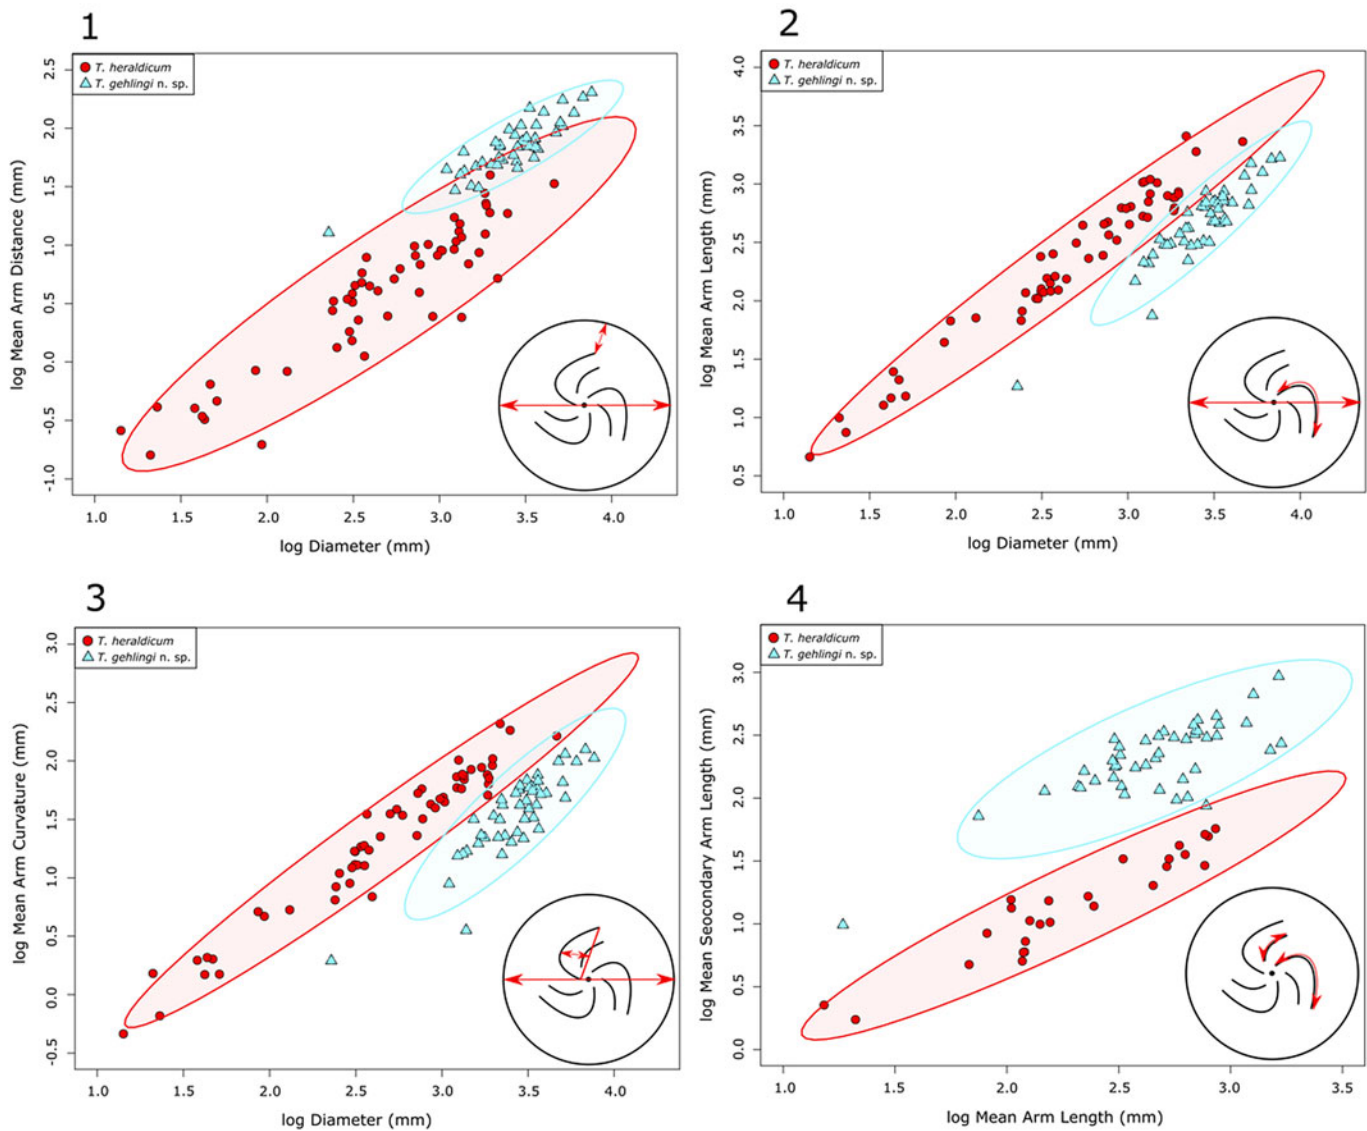 1
T. heraldicum
T. gehlingi n. sp.
log Mean Arm Distance (mm)
2.5
2.0
1.5
1.0
0.5
0.0
-0.5
-1.0
1.0 1.5 2.0 2.5 3.0 3.5 4.0
log Diameter (mm)
2
T. heraldicum
T. gehlingi n. sp.
log Mean Arm Length (mm)
4.0
3.5
3.0
2.5
2.0
1.5
1.0
0.5
1.0 1.5 2.0 2.5 3.0 3.5 4.0
log Diameter (mm)
3
T. heraldicum
T. gehlingi n. sp.
log Mean Arm Curvature (mm)
3.0
2.5
2.0
1.5
1.0
0.5
0.0
-0.5
1.0 1.5 2.0 2.5 3.0 3.5 4.0
log Diameter (mm)
4
T. heraldicum
T. gehlingi n. sp.
log Mean Seocondary Arm Length (mm)
3.0
2.5
2.0
1.5
1.0
0.5
0.0
1.0 1.5 2.0 2.5 3.0 3.5
log Mean Arm Length (mm)